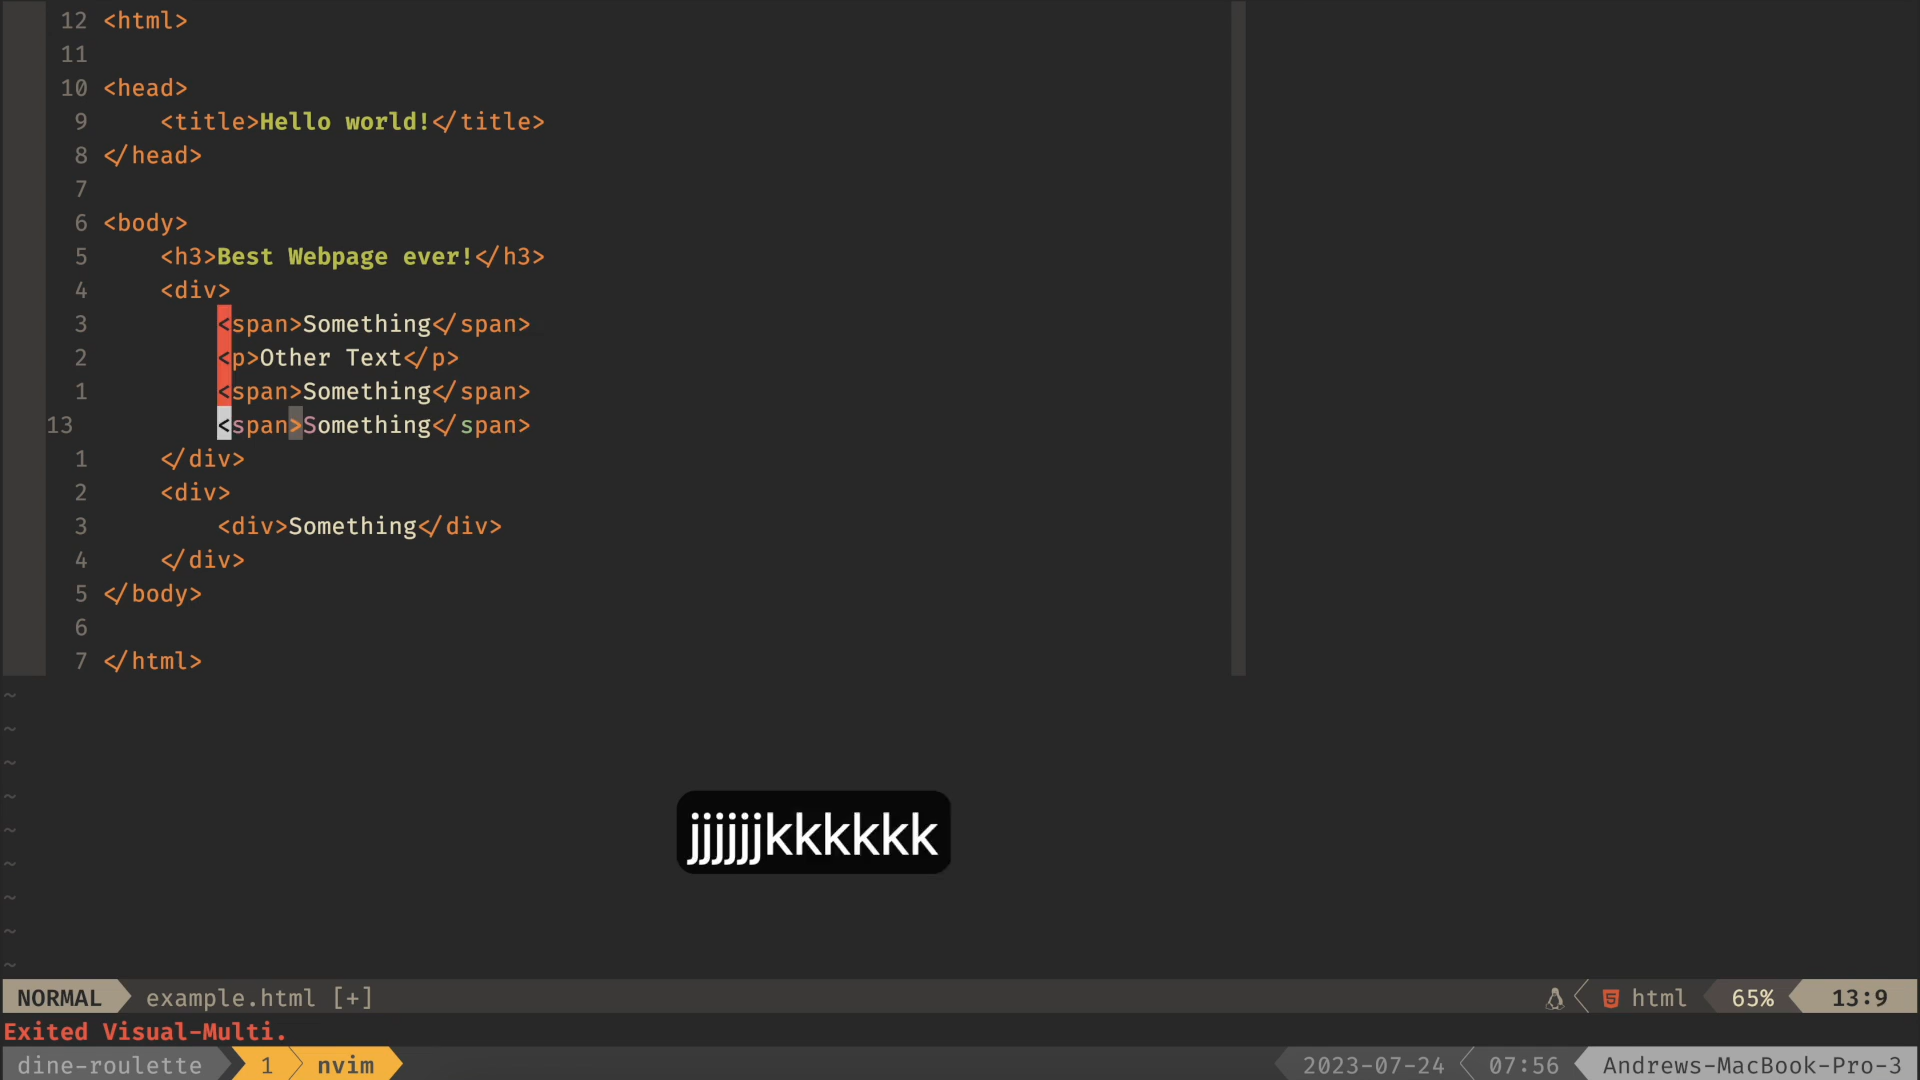 12 <html>
11
10 <head>
9     <title>Hello world!</title>
8 </head>
7
6 <body>
5     <h3>Best Webpage ever!</h3>
4     <div>
3         <span>Something</span>
2         <p>Other Text</p>
1         <span>Something</span>
13         <span>Something</span>
1     </div>
2     <div>
3         <div>Something</div>
4     </div>
5 </body>
6
7 </html>
~
~
~
~
~
~
~
~
~
jjjjjjkkkkkk
NORMAL example.html [+] html 65% 13:9
Exited Visual-Multi.
dine-roulette 1 nvim 2023-07-24 07:56 Andrews-MacBook-Pro-3